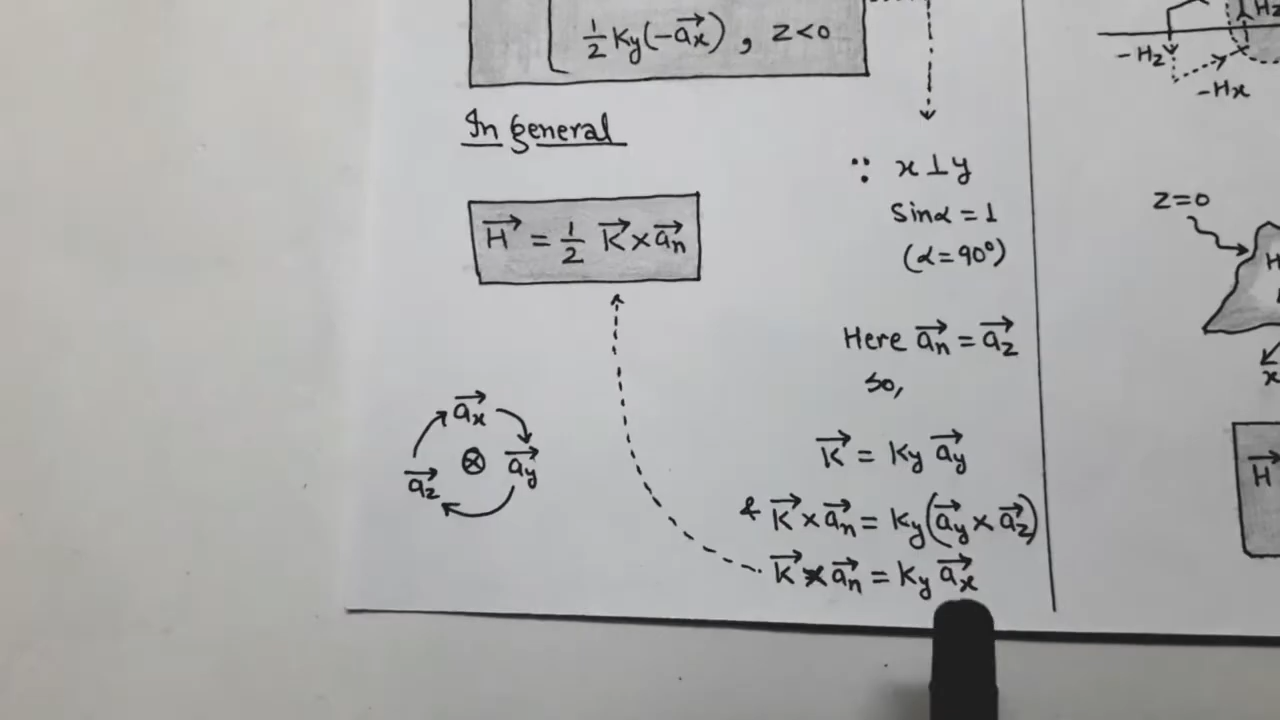 ½ Ky(-a⃗x) , z<0
In general
H⃗ = ½ K⃗ × a⃗n
a⃗x
a⃗y
a⃗z
∵ x ⊥ y
Sinα = 1
(α = 90°)
Here a⃗n = a⃗z
So,
K⃗ = Ky a⃗y
& K⃗ × a⃗n = Ky(a⃗y × a⃗z)
K⃗ × a⃗n = Ky a⃗x
Hz
-Hz
-Hx
z=0
H
x
H⃗